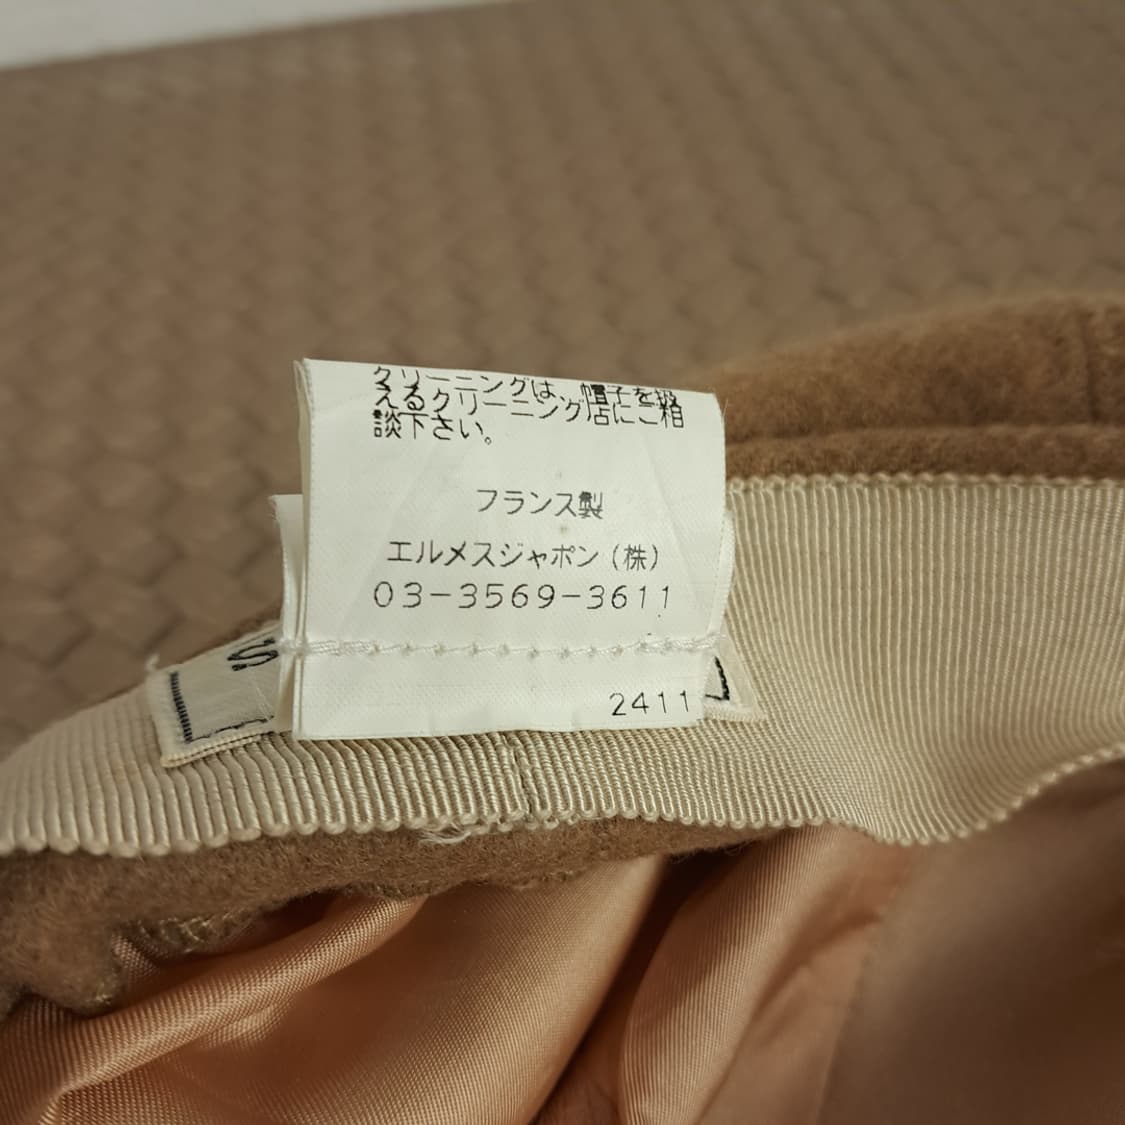 クリーニングは、帽子を扱
えるクリーニング店にご相
談下さい。
フランス製
エルメスジャポン(株)
03-3569-3611
2411
S